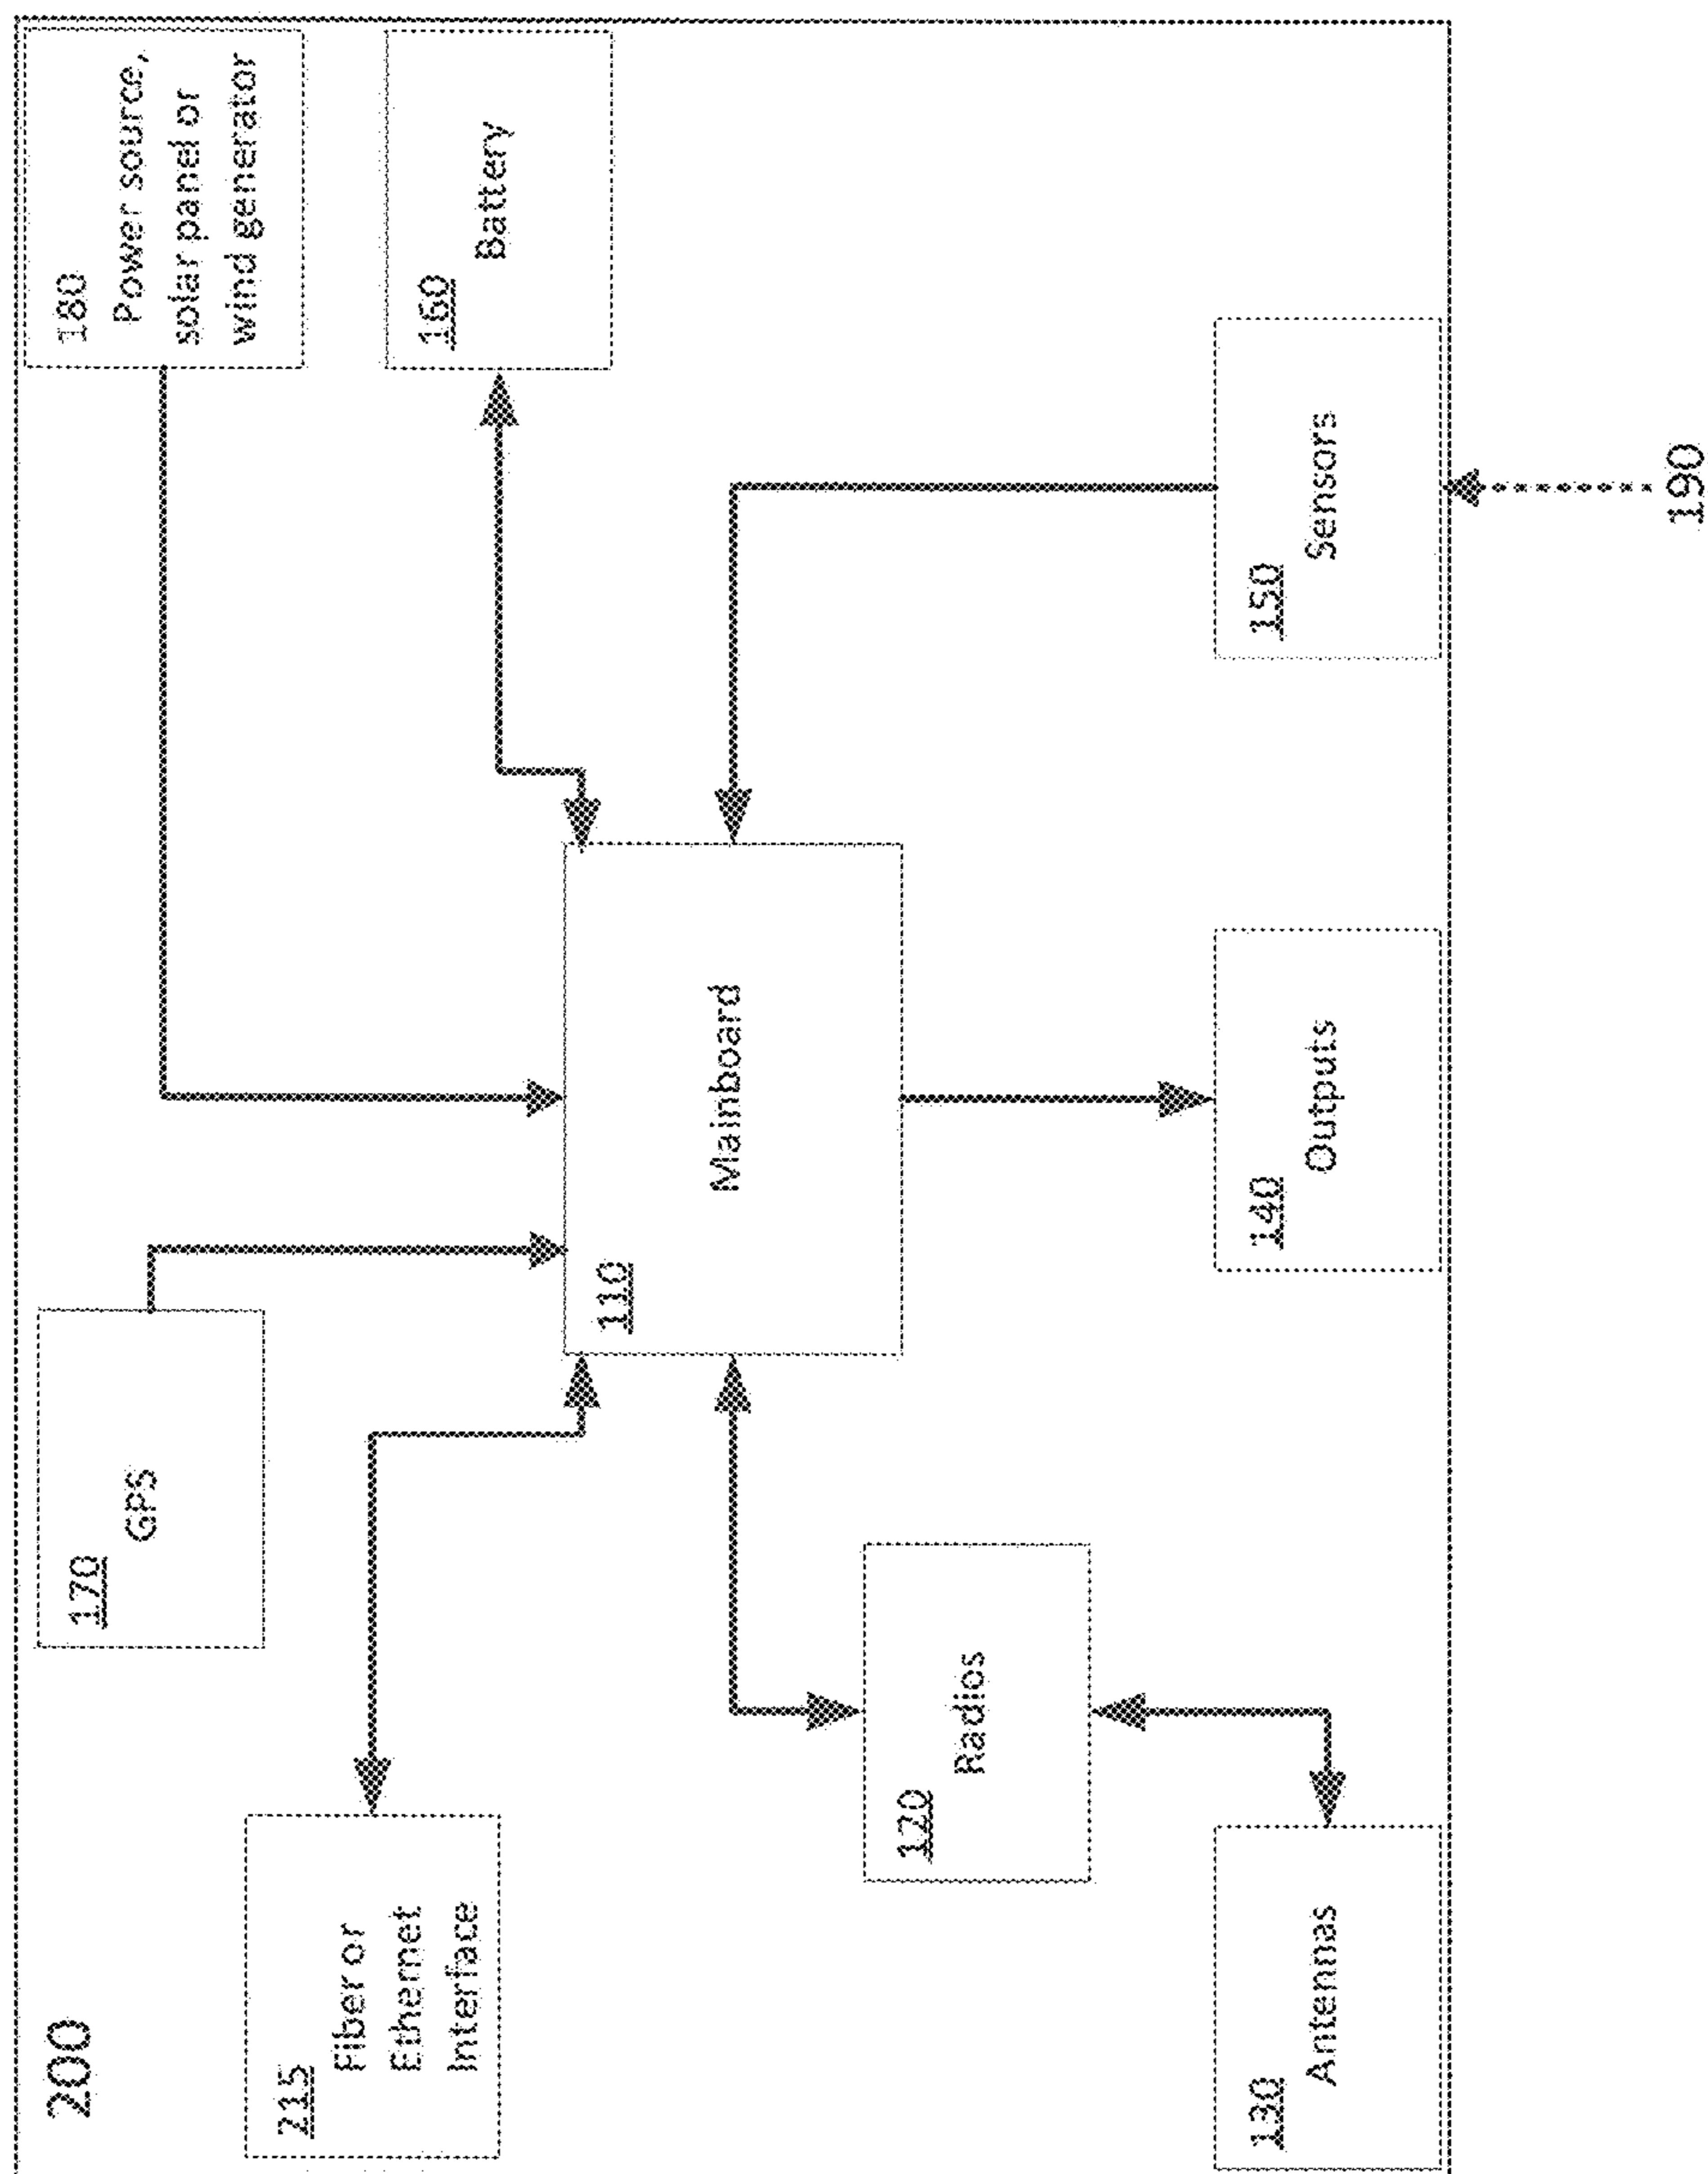 200
215
Fiber or
Ethernet
Interface
170
GPS
180
Power source,
solar panel or
wind generator
160
Battery
110
Mainboard
120
Radios
130
Antennas
140
Outputs
150
Sensors
190